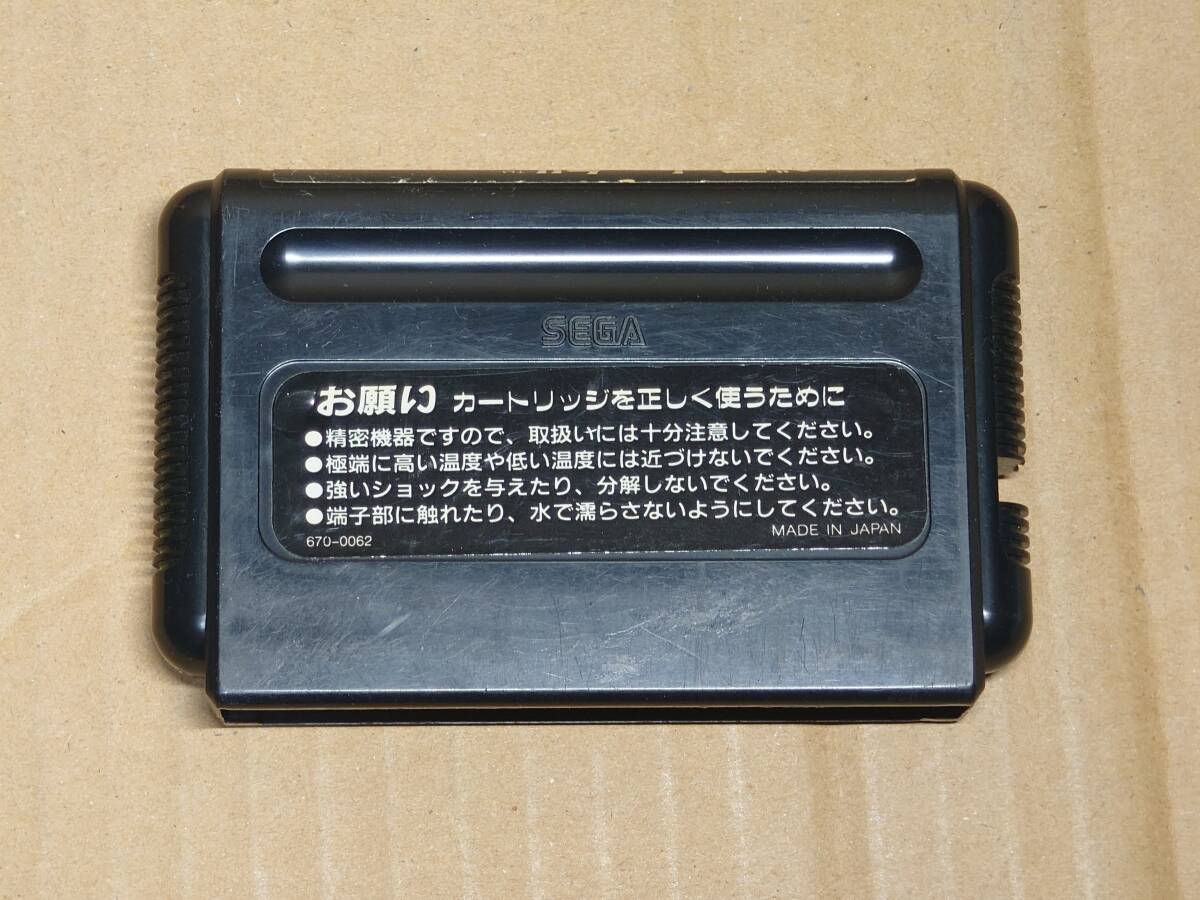 SEGA
お願い カートリッジを正しく使うために
●精密機器ですので、取扱いには十分注意してください。
●極端に高い温度や低い温度には近づけないでください。
●強いショックを与えたり、分解しないでください。
●端子部に触れたり、水で濡らさないようにしてください。
670-0062 MADE IN JAPAN